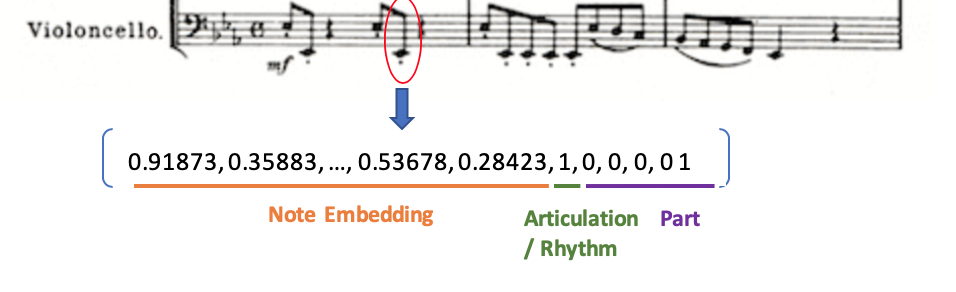 Violoncello.
mf
0.91873, 0.35883, ..., 0.53678, 0.28423, 1, 0, 0, 0, 0 1
Note Embedding
Articulation
/ Rhythm
Part